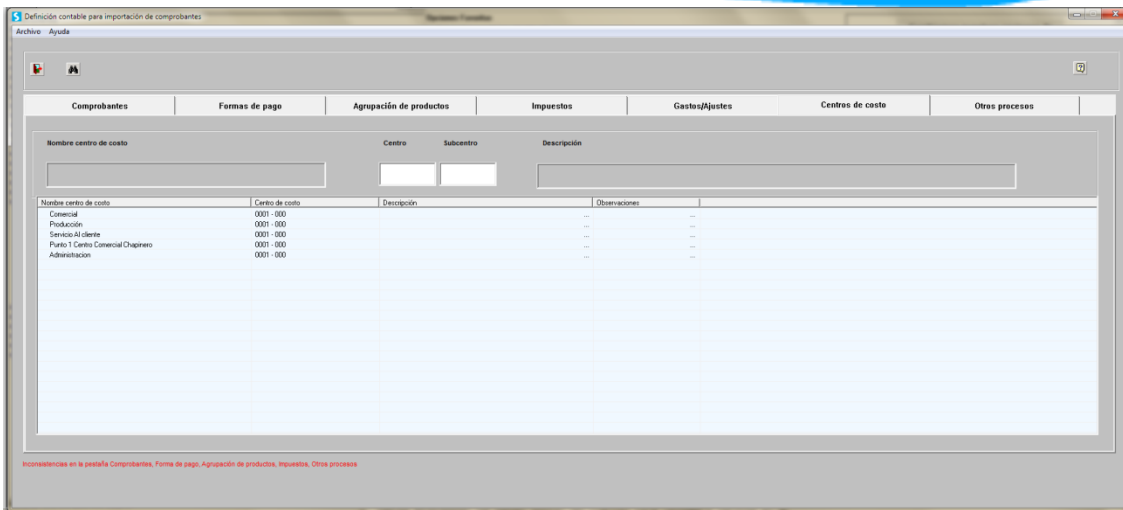 Definición contable para importación de comprobantes
Archivo Ayuda
Comprobantes Formas de pago Agrupación de productos Impuestos Gastos/Ajustes Centros de costo Otros procesos
Nombre centro de costo Centro Subcentro Descripción
Nombre centro de costo Centro de costo Descripción Observaciones
Comercial 0001 - 000 ... ...
Producción 0001 - 000 ... ...
Servicio Al cliente 0001 - 000 ... ...
Punto 1 Centro Comercial Chapinero 0001 - 000 ... ...
Administracion 0001 - 000 ... ...
Inconsistencias en la pestaña Comprobantes, Forma de pago, Agrupación de productos, Impuestos, Otros procesos